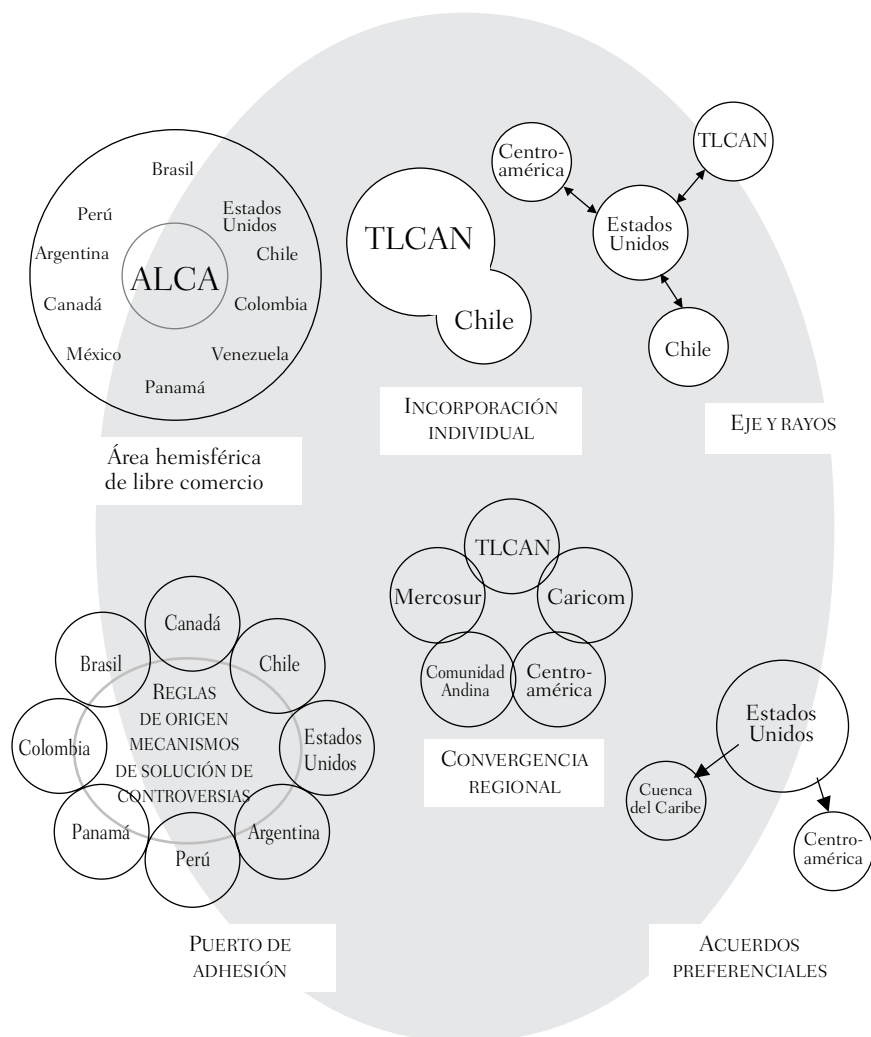 Brasil
Perú
Estados
Unidos
Argentina
Chile
ALCA
Canadá
Colombia
México
Venezuela
Panamá
Área hemisférica
de libre comercio
TLCAN
Chile
INCORPORACIÓN
INDIVIDUAL
Centro-
américa
TLCAN
Estados
Unidos
Chile
EJE Y RAYOS
Canadá
Brasil
Chile
Colombia
Estados
Unidos
Panamá
Argentina
Perú
REGLAS
DE ORIGEN
MECANISMOS
DE SOLUCIÓN DE
CONTROVERSIAS
PUERTO DE
ADHESIÓN
TLCAN
Mercosur
Caricom
Comunidad
Andina
Centro-
américa
CONVERGENCIA
REGIONAL
Estados
Unidos
Cuenca
del Caribe
Centro-
américa
ACUERDOS
PREFERENCIALES